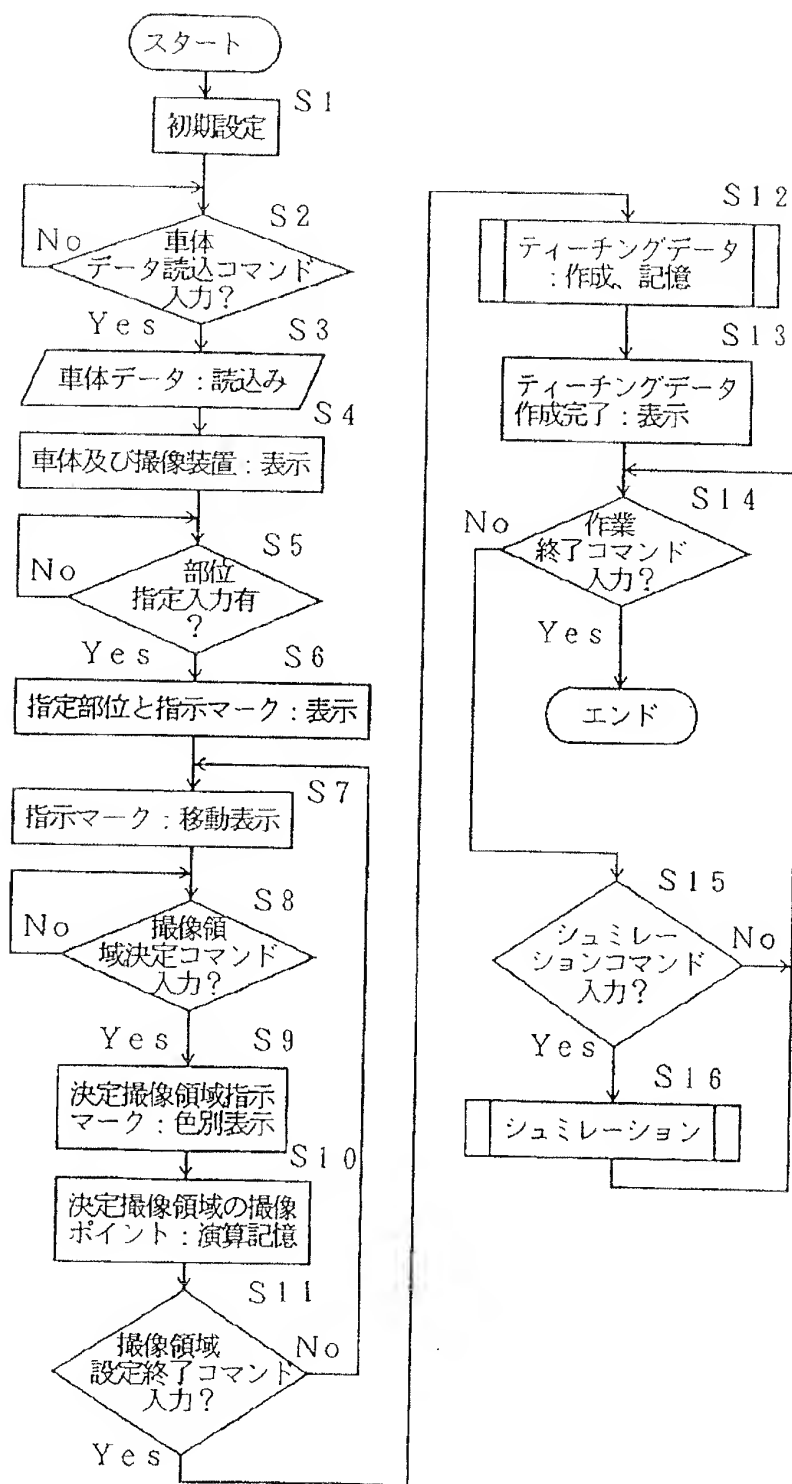 スタート
S1
初期設定
S2
No
車体
データ読込コマンド
入力?
Yes
S3
車体データ:読込み
S4
車体及び撮像装置:表示
S5
No
部位
指定入力有
?
Yes
S6
指定部位と指示マーク:表示
S7
指示マーク:移動表示
S8
No
撮像領
域決定コマンド
入力?
Yes
S9
決定撮像領域指示
マーク:色別表示
S10
決定撮像領域の撮像
ポイント:演算記憶
S11
撮像領域
設定終了コマンド
入力?
No
Yes
S12
ティーチングデータ
:作成、記憶
S13
ティーチングデータ
作成完了:表示
S14
No
作業
終了コマンド
入力?
Yes
エンド
S15
シュミレー
ションコマンド
入力?
No
Yes
S16
シュミレーション